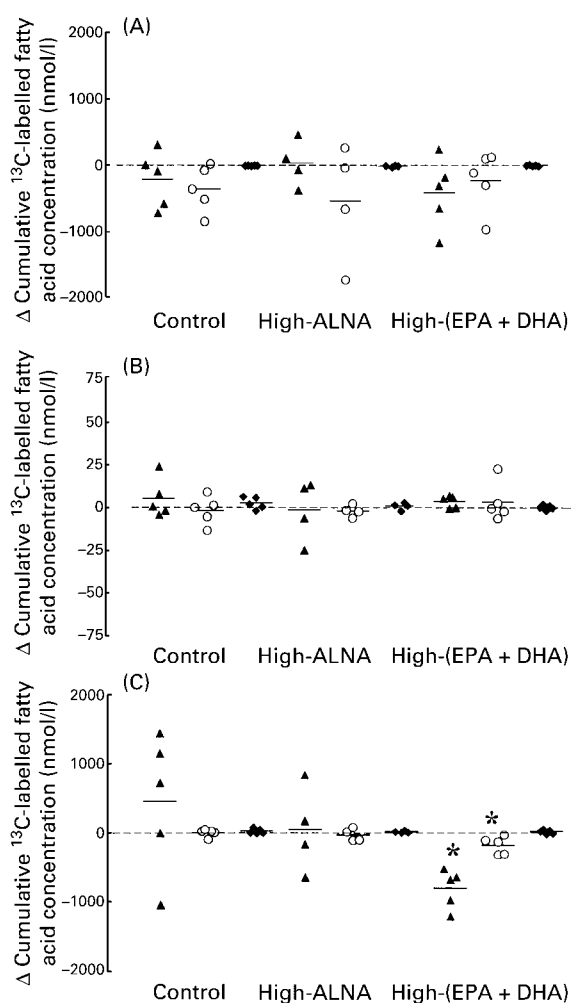 (A)
Δ Cumulative ¹³C-labelled fatty
acid concentration (nmol/l)
2000
1000
0
−1000
−2000
Control High-ALNA High-(EPA + DHA)
(B)
Δ Cumulative ¹³C-labelled fatty
acid concentration (nmol/l)
75
50
25
0
−25
−50
−75
Control High-ALNA High-(EPA + DHA)
(C)
Δ Cumulative ¹³C-labelled fatty
acid concentration (nmol/l)
2000
1000
0
−1000
−2000
* *
Control High-ALNA High-(EPA + DHA)